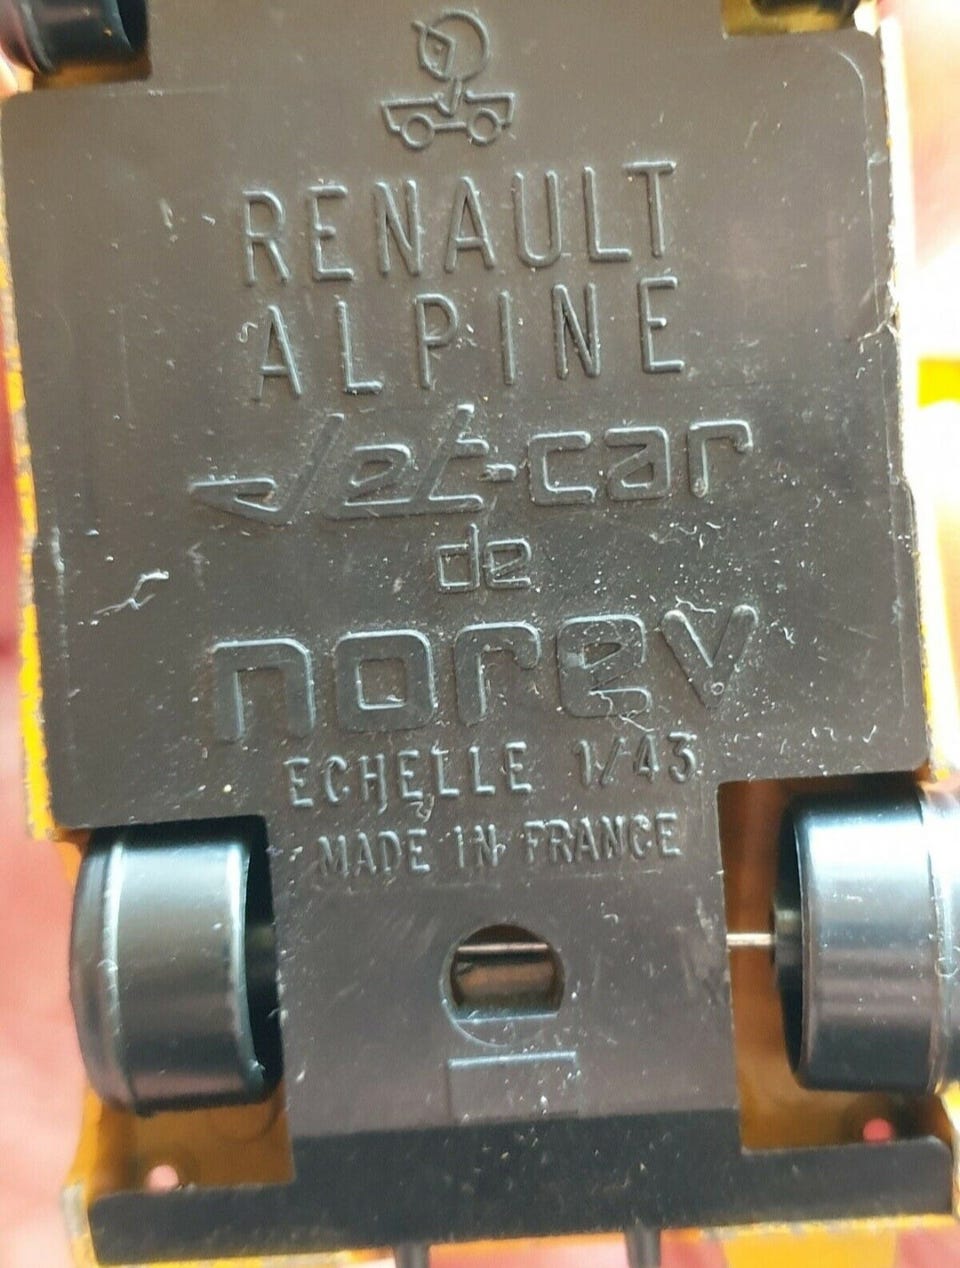 RENAULT
ALPINE
Jet-car
de
norev
ECHELLE 1/43
MADE IN FRANCE